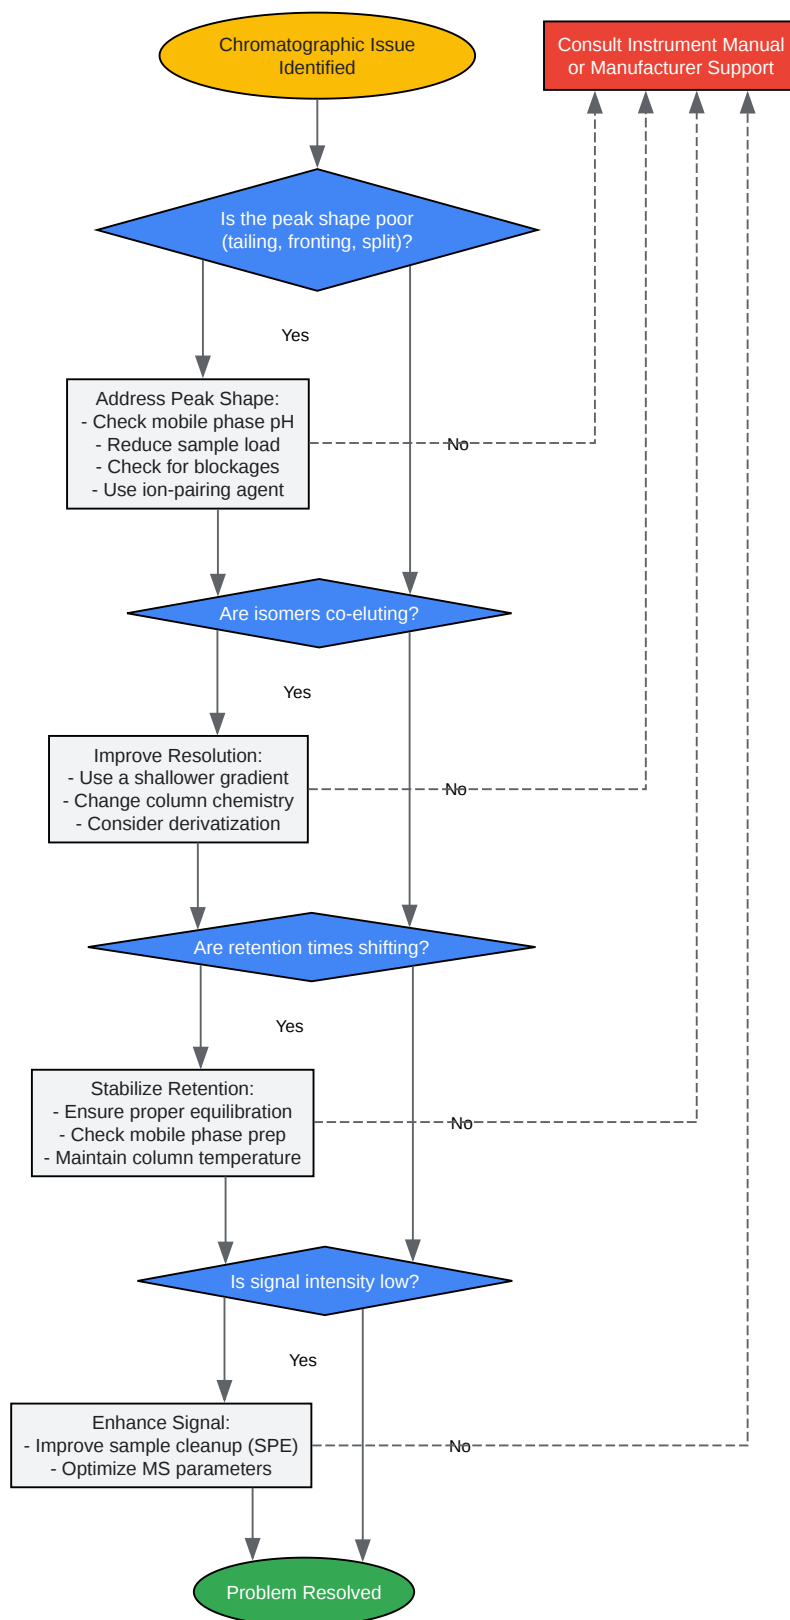 Chromatographic Issue
Identified
Consult Instrument Manual
or Manufacturer Support
Is the peak shape poor
(tailing, fronting, split)?
Yes
Address Peak Shape:
- Check mobile phase pH
- Reduce sample load
- Check for blockages
- Use ion-pairing agent
No
Are isomers co-eluting?
Yes
Improve Resolution:
- Use a shallower gradient
- Change column chemistry
- Consider derivatization
No
Are retention times shifting?
Yes
Stabilize Retention:
- Ensure proper equilibration
- Check mobile phase prep
- Maintain column temperature
No
Is signal intensity low?
Yes
Enhance Signal:
- Improve sample cleanup (SPE)
- Optimize MS parameters
No
Problem Resolved